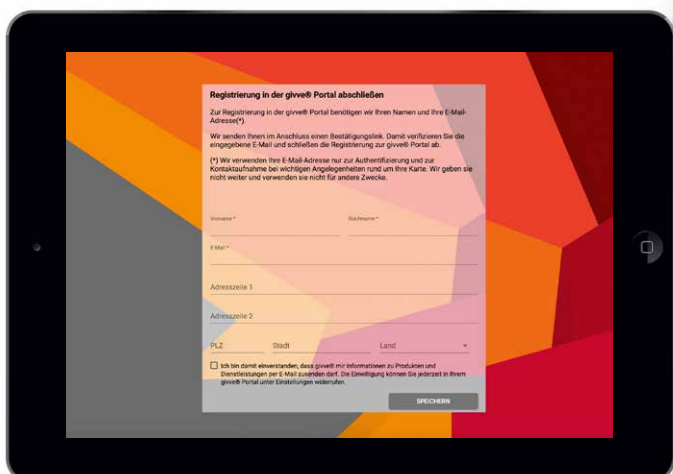 Registrierung in der givve® Portal abschließen
Zur Registrierung in der givve® Portal benötigen wir Ihren Namen und Ihre E-Mail-
Adresse(*).
Wir senden Ihnen im Anschluss einen Bestätigungslink. Damit verifizieren Sie die
eingegebene E-Mail und schließen die Registrierung zur givve® Portal ab.
(*) Wir verwenden Ihre E-Mail-Adresse nur zur Authentifizierung und zur
Kontaktaufnahme bei wichtigen Angelegenheiten rund um Ihre Karte. Wir geben sie
nicht weiter und verwenden sie nicht für andere Zwecke.
Vorname * Nachname *
E-Mail *
Adresszeile 1
Adresszeile 2
PLZ Stadt Land
Ich bin damit einverstanden, dass givve® mir Informationen zu Produkten und
Dienstleistungen per E-Mail zusenden darf. Die Einwilligung können Sie jederzeit in Ihrem
givve® Portal unter Einstellungen widerrufen.
SPEICHERN